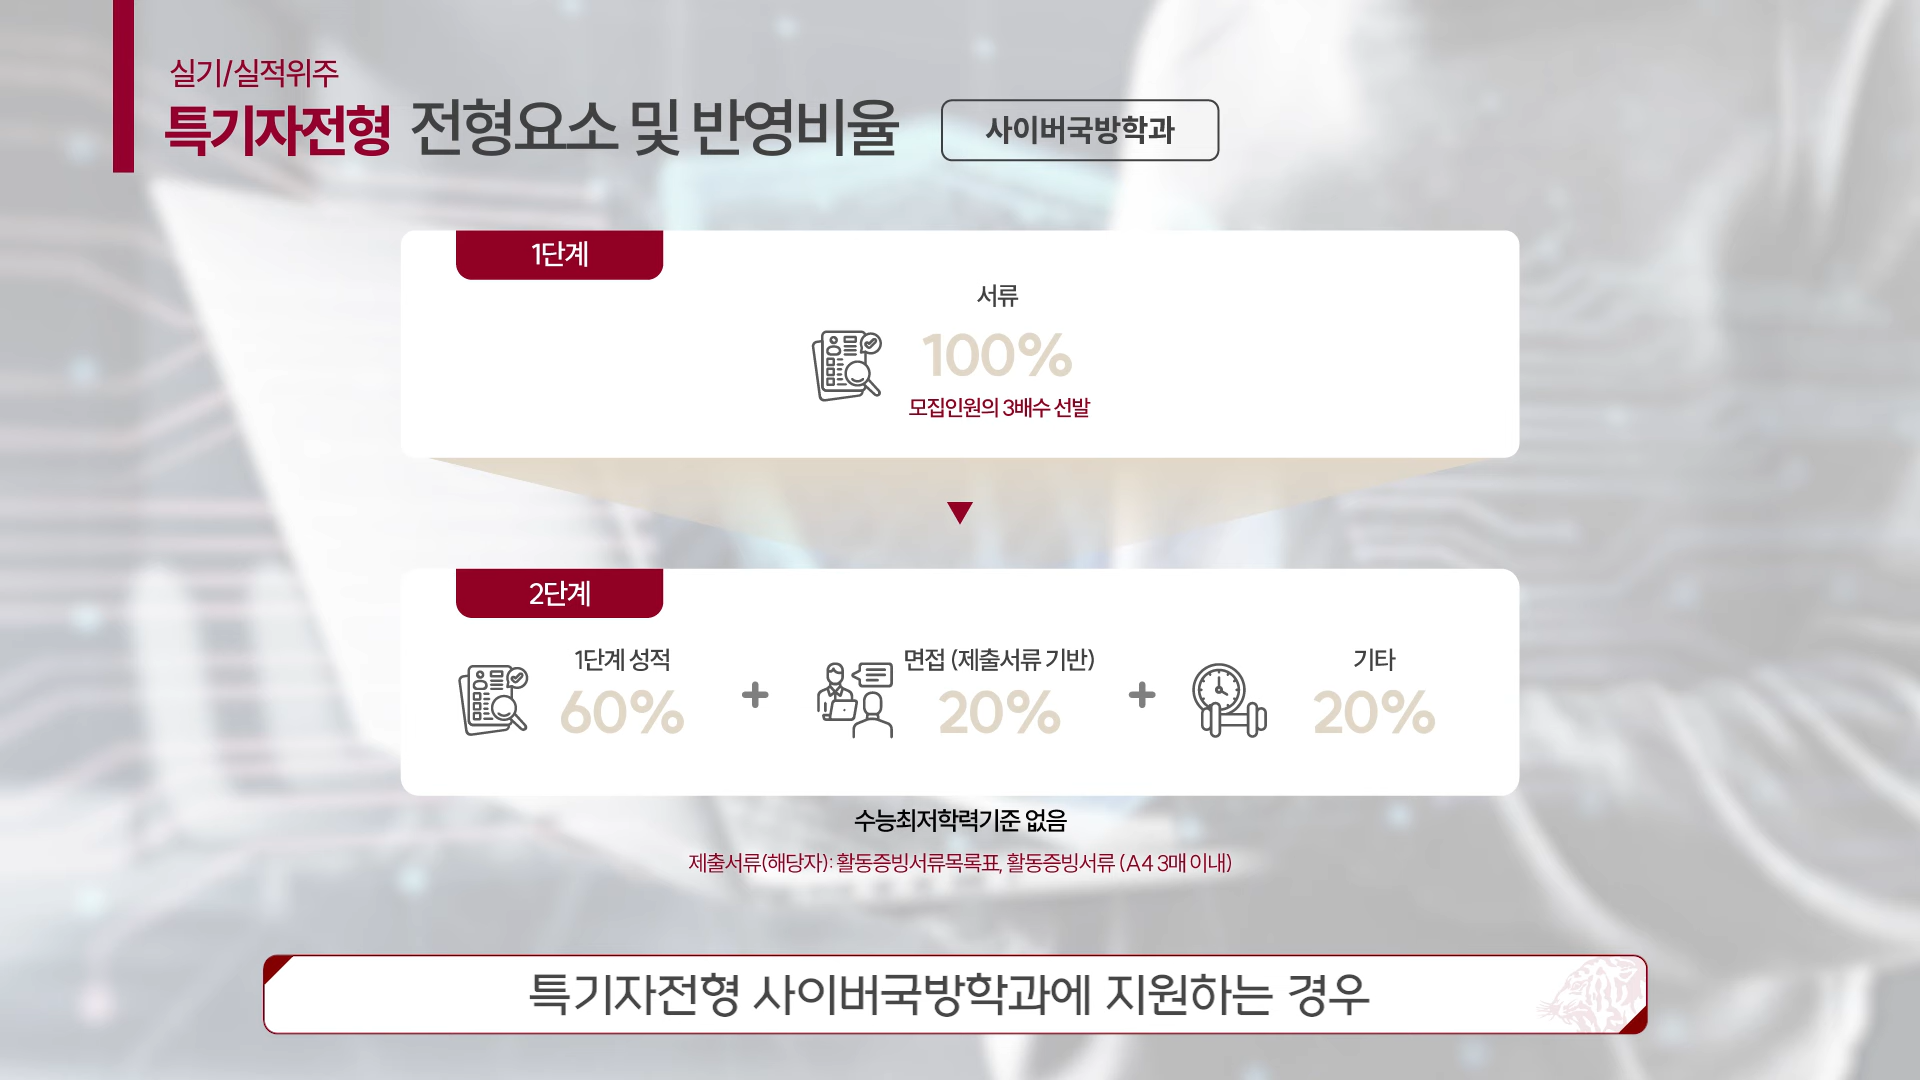 실기/실적위주
특기자전형 전형요소 및 반영비율
사이버국방학과
1단계
서류
100%
모집인원의 3배수 선발
2단계
1단계 성적
60%
+
면접 (제출서류 기반)
20%
+
기타
20%
수능최저학력기준 없음
제출서류(해당자): 활동증빙서류목록표, 활동증빙서류 (A4 3매 이내)
특기자전형 사이버국방학과에 지원하는 경우